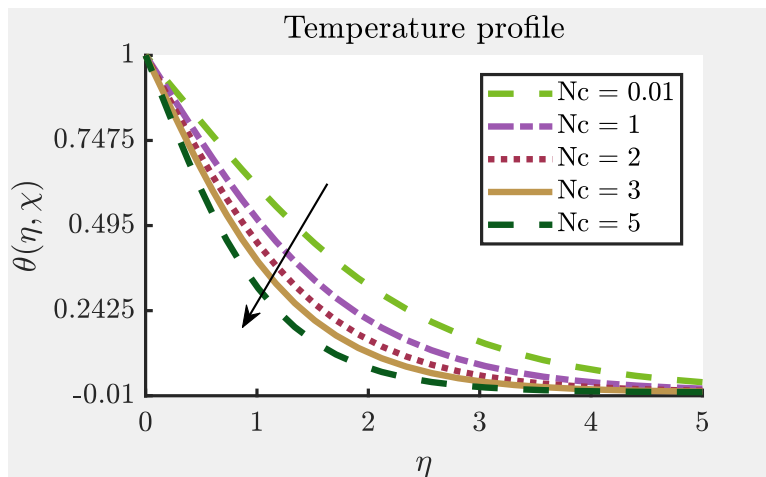 Temperature profile
θ(η, χ)
1
0.7475
0.495
0.2425
-0.01
0 1 2 3 4 5
η
Nc = 0.01
Nc = 1
Nc = 2
Nc = 3
Nc = 5